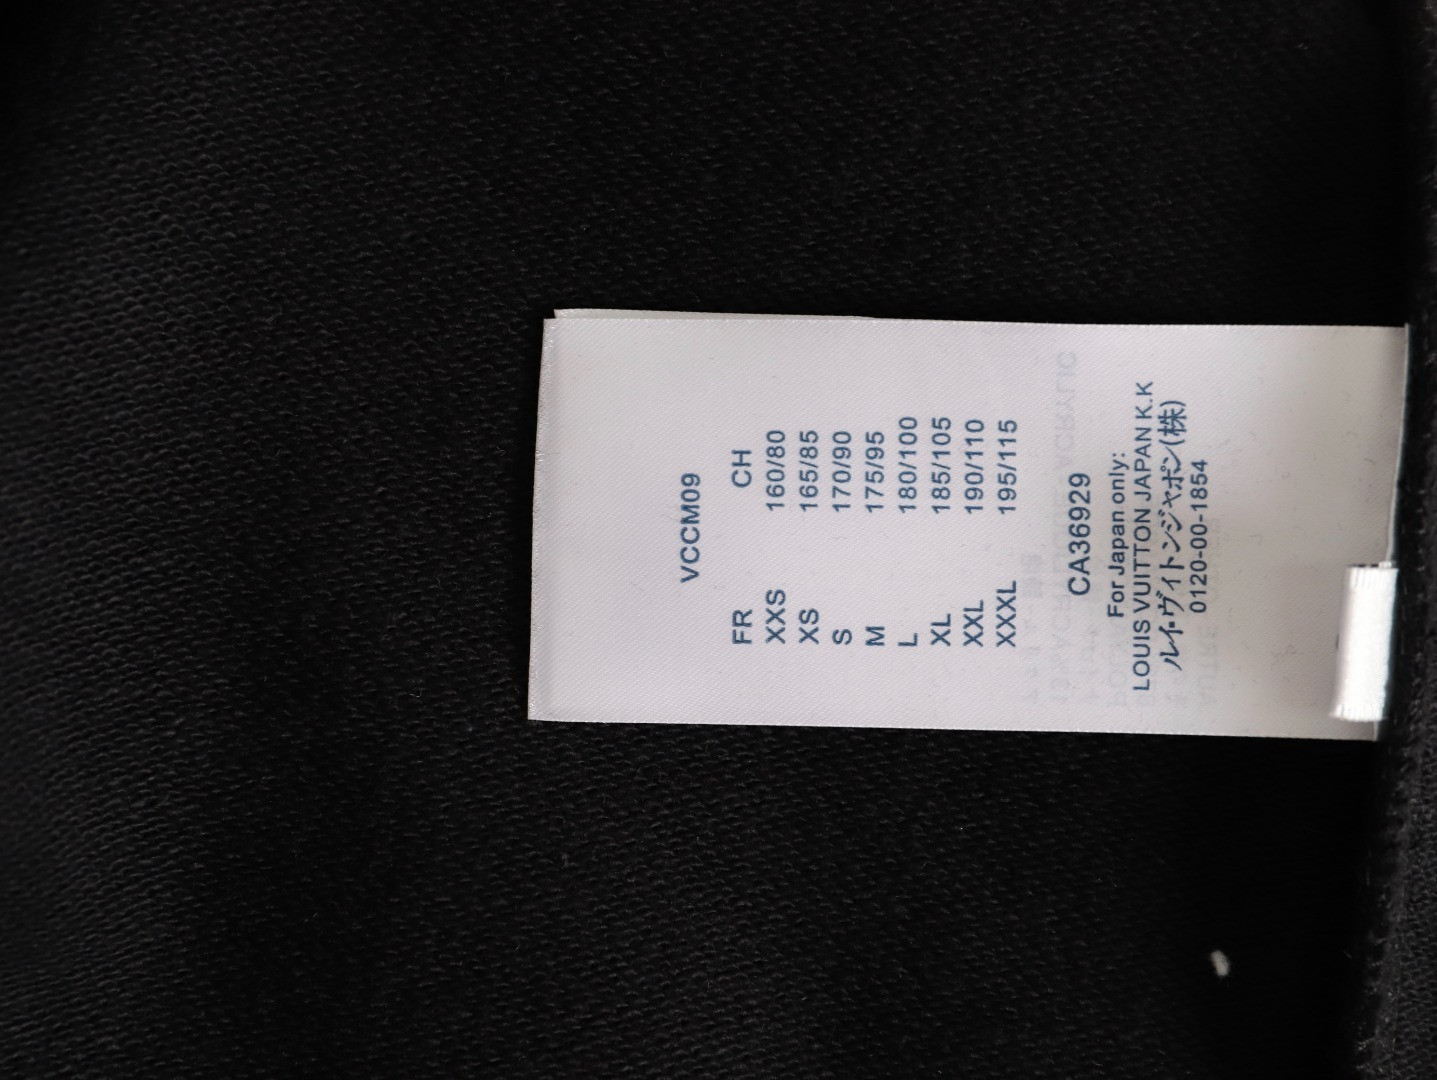 VCCM09
FR CH
XXS 160/80
XS 165/85
S 170/90
M 175/95
L 180/100
XL 185/105
XXL 190/110
XXXL 195/115
CA36929
For Japan only:
LOUIS VUITTON JAPAN K.K
ルイ・ヴィトンジャポン(株)
0120-00-1854